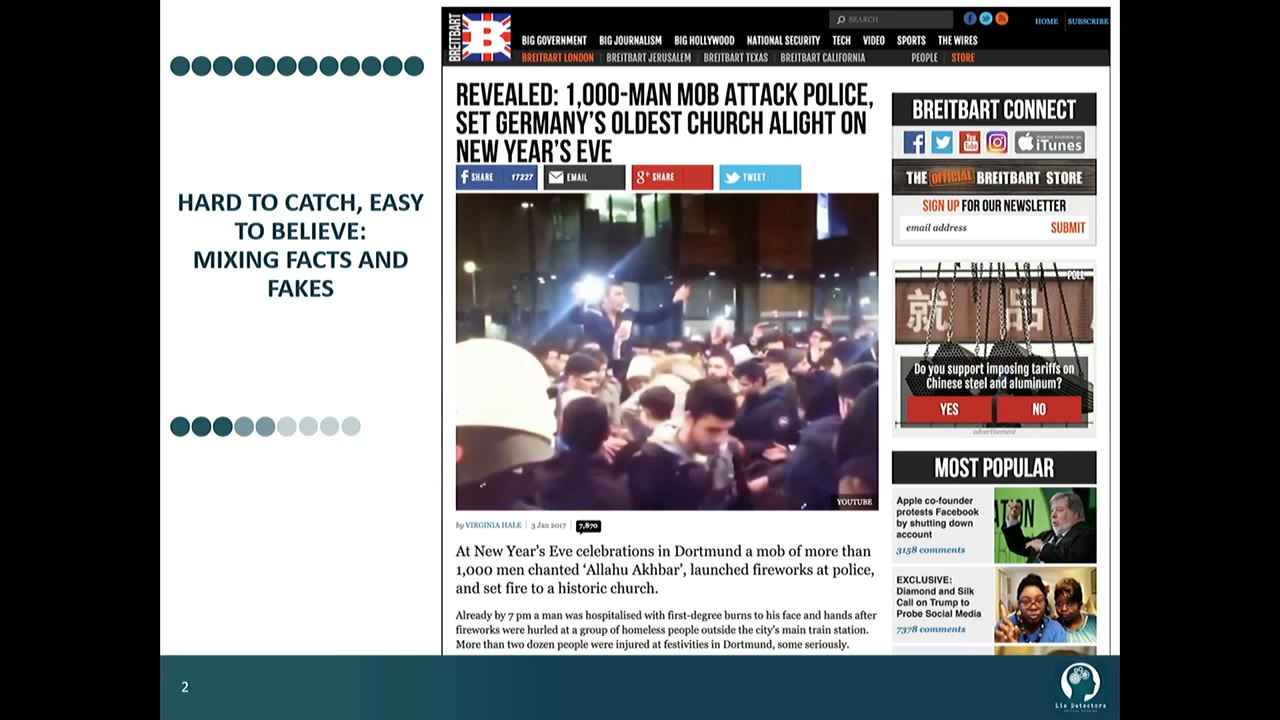 HARD TO CATCH, EASY
TO BELIEVE:
MIXING FACTS AND
FAKES
BREITBART
B
SEARCH
HOME
SUBSCRIBE
BIG GOVERNMENT BIG JOURNALISM BIG HOLLYWOOD NATIONAL SECURITY TECH VIDEO SPORTS THE WIRES
BREITBART LONDON BREITBART JERUSALEM BREITBART TEXAS BREITBART CALIFORNIA PEOPLE STORE
REVEALED: 1,000-MAN MOB ATTACK POLICE,
SET GERMANY'S OLDEST CHURCH ALIGHT ON
NEW YEAR'S EVE
f SHARE 17227 EMAIL g+ SHARE TWEET
YOUTUBE
by VIRGINIA HALE | 3 Jan 2017 | 7,870
At New Year's Eve celebrations in Dortmund a mob of more than
1,000 men chanted 'Allahu Akhbar', launched fireworks at police,
and set fire to a historic church.
Already by 7 pm a man was hospitalised with first-degree burns to his face and hands after
fireworks were hurled at a group of homeless people outside the city's main train station.
More than two dozen people were injured at festivities in Dortmund, some seriously.
BREITBART CONNECT
You Tube
iTunes
THE OFFICIAL BREITBART STORE
SIGN UP FOR OUR NEWSLETTER
email address SUBMIT
POLL
就 品
Do you support imposing tariffs on
Chinese steel and aluminum?
YES NO
advertisement
MOST POPULAR
Apple co-founder
protests Facebook
by shutting down
account
3158 comments
EXCLUSIVE:
Diamond and Silk
Call on Trump to
Probe Social Media
7378 comments
2
Lie Detectors